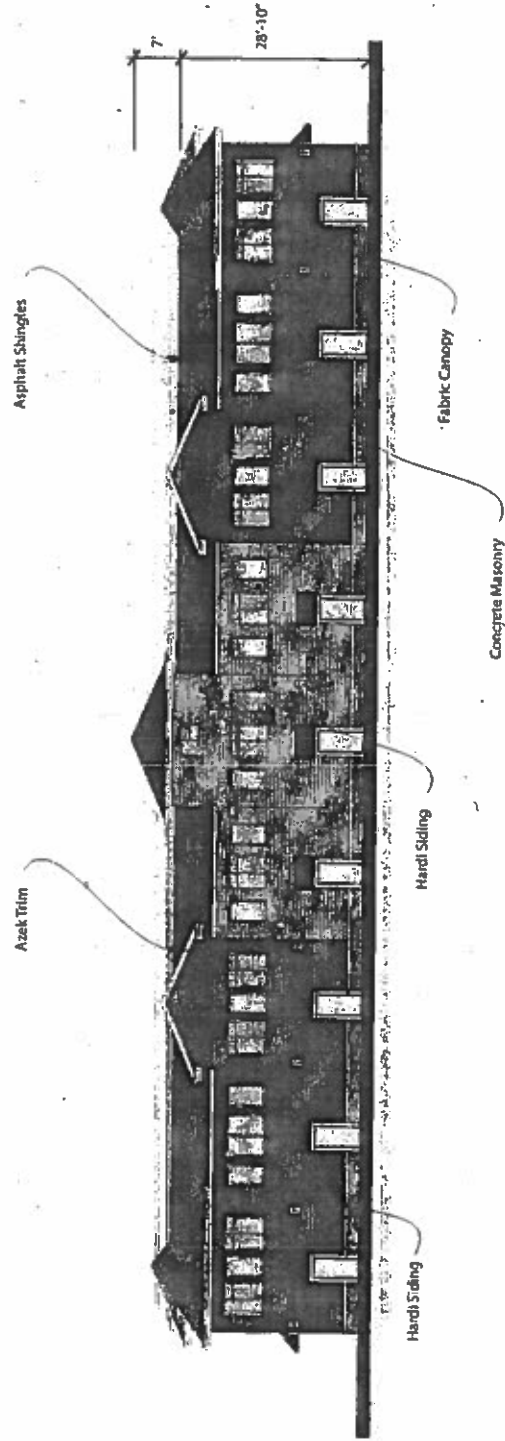 Azek Trim
Asphalt Shingles
7'
28'-10"
Hardi Siding
Hardi Siding
Concrete Masonry
Fabric Canopy